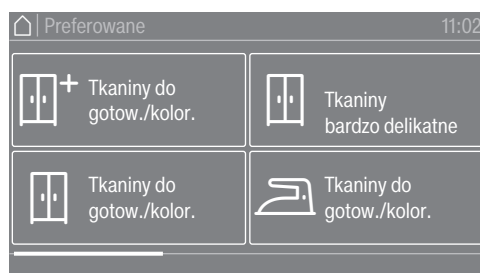 Preferowane
11:02
Tkaniny do
gotow./kolor.
Tkaniny
bardzo delikatne
Tkaniny do
gotow./kolor.
Tkaniny do
gotow./kolor.